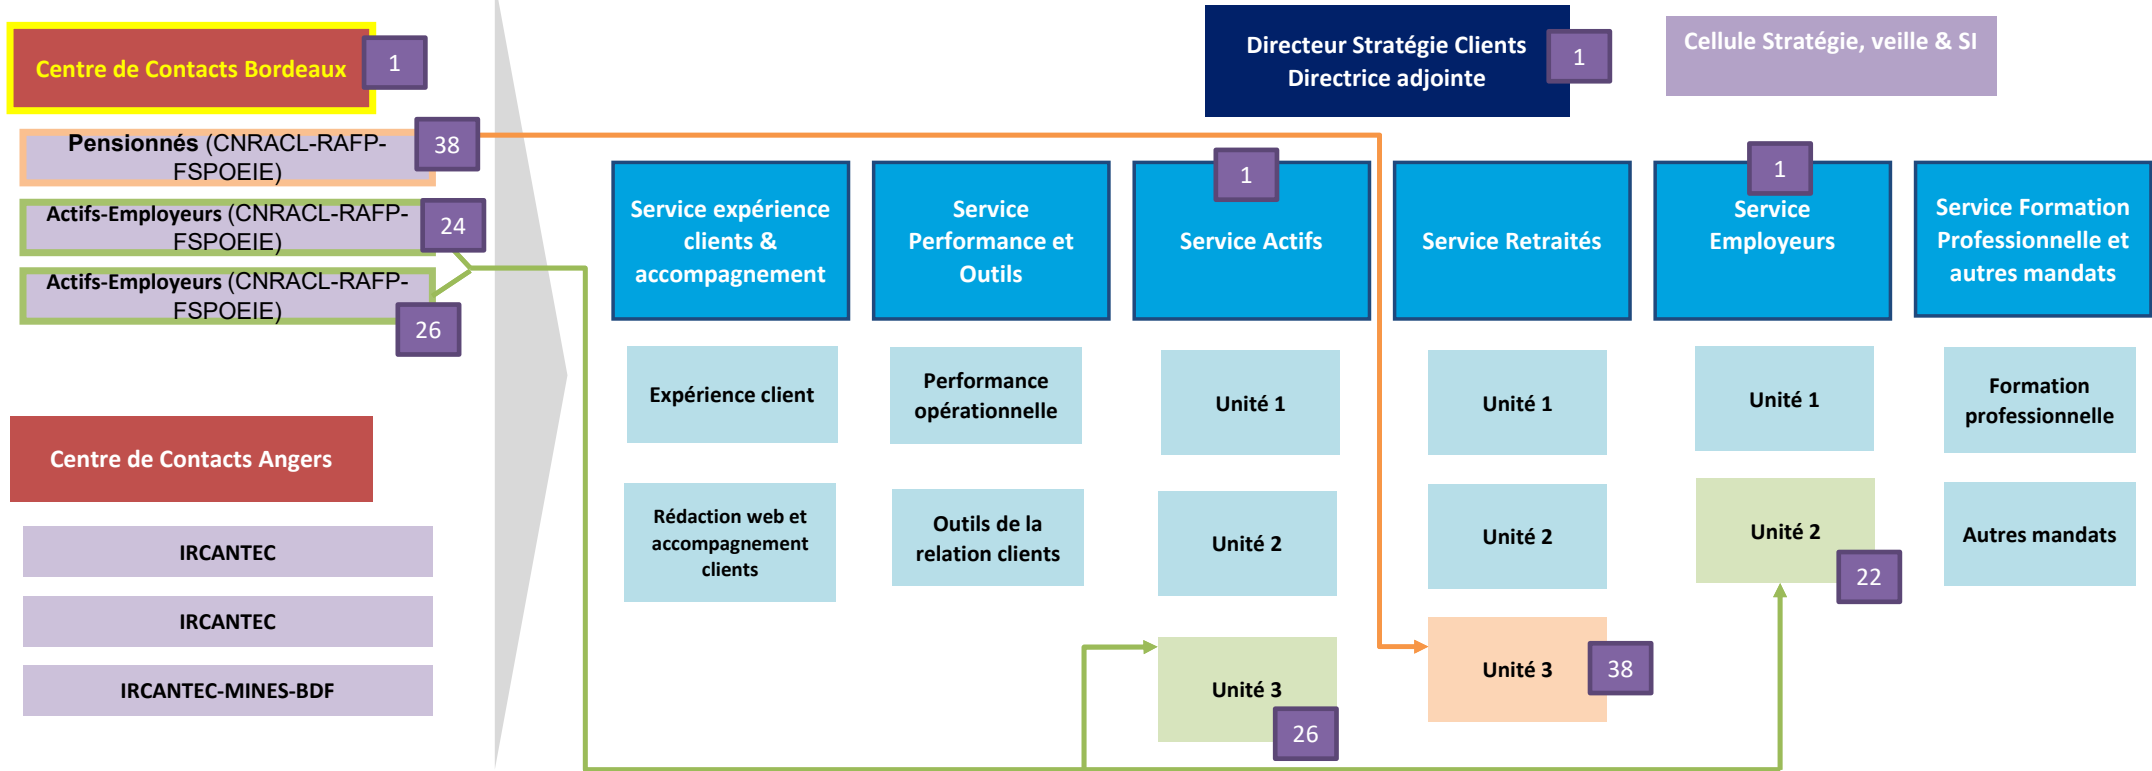 Centre de Contacts Bordeaux
1
Pensionnés (CNRACL-RAFP-
FSPOEIE)
38
Actifs-Employeurs (CNRACL-RAFP-
FSPOEIE)
24
Actifs-Employeurs (CNRACL-RAFP-
FSPOEIE)
26
Centre de Contacts Angers
IRCANTEC
IRCANTEC
IRCANTEC-MINES-BDF
Directeur Stratégie Clients
Directrice adjointe
1
Cellule Stratégie, veille & SI
Service expérience
clients &
accompagnement
Expérience client
Rédaction web et
accompagnement
clients
Service
Performance et
Outils
Performance
opérationnelle
Outils de la
relation clients
1
Service Actifs
Unité 1
Unité 2
Unité 3
26
Service Retraités
Unité 1
Unité 2
Unité 3
38
1
Service
Employeurs
Unité 1
Unité 2
22
Service Formation
Professionnelle et
autres mandats
Formation
professionnelle
Autres mandats